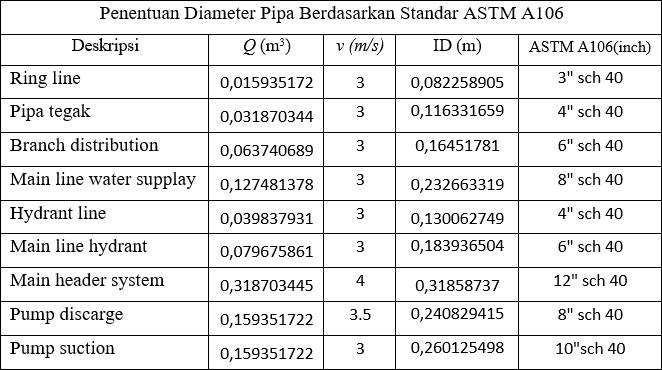 Penentuan Diameter Pipa Berdasarkan Standar ASTM A106
Deskripsi Q (m³) v (m/s) ID (m) ASTM A106(inch)
Ring line 0,015935172 3 0,082258905 3" sch 40
Pipa tegak 0,031870344 3 0,116331659 4" sch 40
Branch distribution 0,063740689 3 0,16451781 6" sch 40
Main line water supplay 0,127481378 3 0,232663319 8" sch 40
Hydrant line 0,039837931 3 0,130062749 4" sch 40
Main line hydrant 0,079675861 3 0,183936504 6" sch 40
Main header system 0,318703445 4 0,31858737 12" sch 40
Pump discarge 0,159351722 3.5 0,240829415 8" sch 40
Pump suction 0,159351722 3 0,260125498 10"sch 40